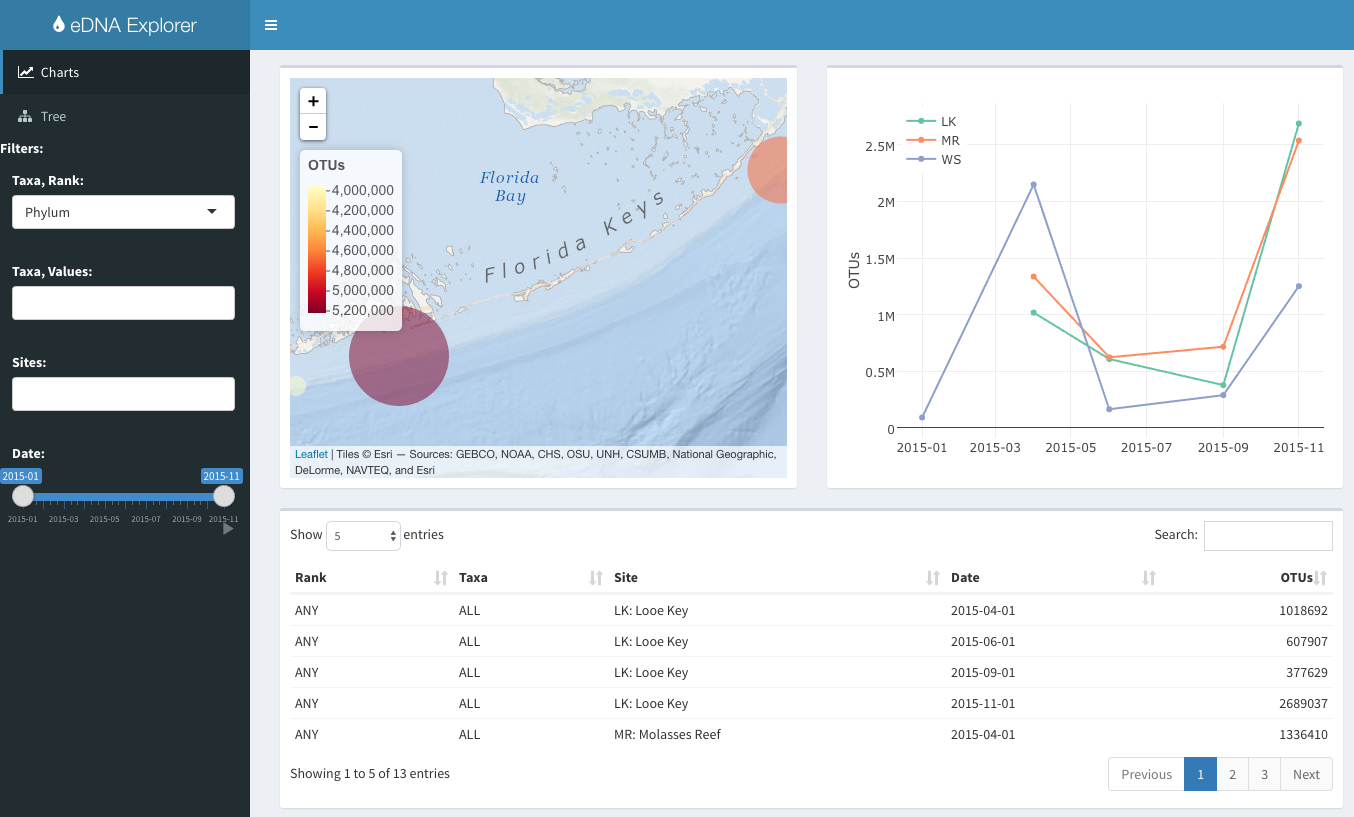 eDNA Explorer
Charts
Tree
Filters:
Taxa, Rank:
Phylum
Taxa, Values:
Sites:
Date:
2015-01 2015-11
2015-01 2015-03 2015-05 2015-07 2015-09 2015-11
+
−
OTUs
4,000,000
4,200,000
4,400,000
4,600,000
4,800,000
5,000,000
5,200,000
Florida
Bay
Florida Keys
Leaflet | Tiles © Esri — Sources: GEBCO, NOAA, CHS, OSU, UNH, CSUMB, National Geographic,
DeLorme, NAVTEQ, and Esri
LK
MR
WS
OTUs
2.5M
2M
1.5M
1M
0.5M
0
2015-01 2015-03 2015-05 2015-07 2015-09 2015-11
Show 5 entries Search:
Rank Taxa Site Date OTUs
ANY ALL LK: Looe Key 2015-04-01 1018692
ANY ALL LK: Looe Key 2015-06-01 607907
ANY ALL LK: Looe Key 2015-09-01 377629
ANY ALL LK: Looe Key 2015-11-01 2689037
ANY ALL MR: Molasses Reef 2015-04-01 1336410
Showing 1 to 5 of 13 entries Previous 1 2 3 Next